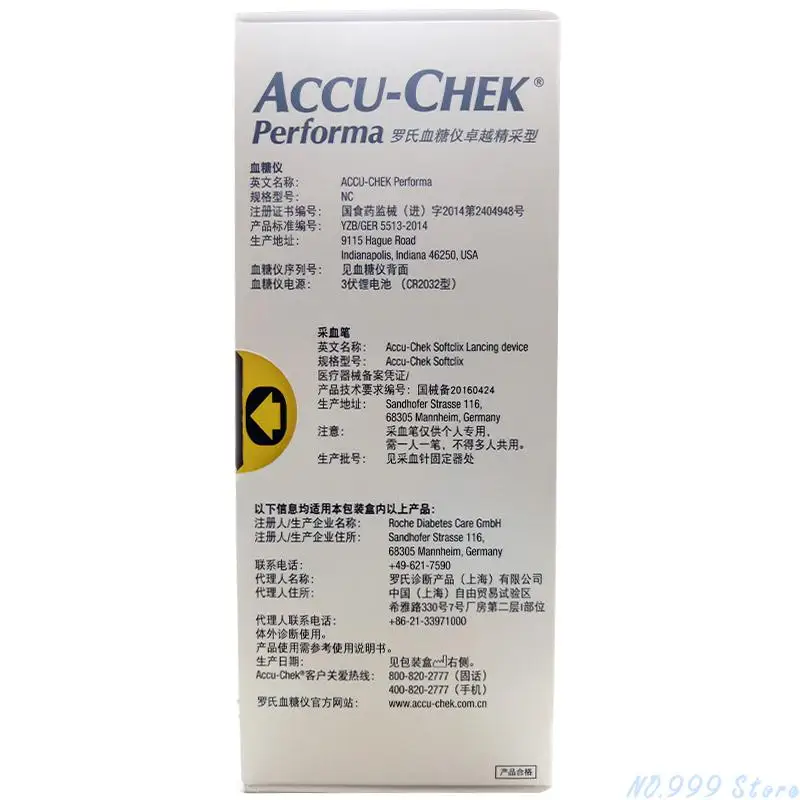 ACCU-CHEK®
Performa 罗氏血糖仪卓越精采型
血糖仪
英文名称： ACCU-CHEK Performa
规格型号： NC
注册证书编号： 国食药监械（进）字2014第2404948号
产品标准编号： YZB/GER 5513-2014
生产地址： 9115 Hague Road
Indianapolis, Indiana 46250, USA
血糖仪序列号： 见血糖仪背面
血糖仪电源： 3伏锂电池 （CR2032型）
采血笔
英文名称： Accu-Chek Softclix Lancing device
规格型号： Accu-Chek Softclix
医疗器械备案凭证/
产品技术要求编号：国械备20160424
生产地址： Sandhofer Strasse 116,
68305 Mannheim, Germany
注意： 采血笔仅供个人专用，
需一人一笔，不得多人共用。
生产批号： 见采血针固定器处
以下信息均适用本包装盒内以上产品：
注册人/生产企业名称： Roche Diabetes Care GmbH
注册人/生产企业住所： Sandhofer Strasse 116,
68305 Mannheim, Germany
联系电话： +49-621-7590
代理人名称： 罗氏诊断产品（上海）有限公司
代理人住所： 中国（上海）自由贸易试验区
希雅路330号7号厂房第二层I部位
代理人联系电话： +86-21-33971000
体外诊断使用。
产品使用需参考使用说明书。
生产日期： 见包装盒右侧。
Accu-Chek®客户关爱热线： 800-820-2777（固话）
400-820-2777（手机）
罗氏血糖仪官方网站： www.accu-chek.com.cn
产品合格
NO.999 Store